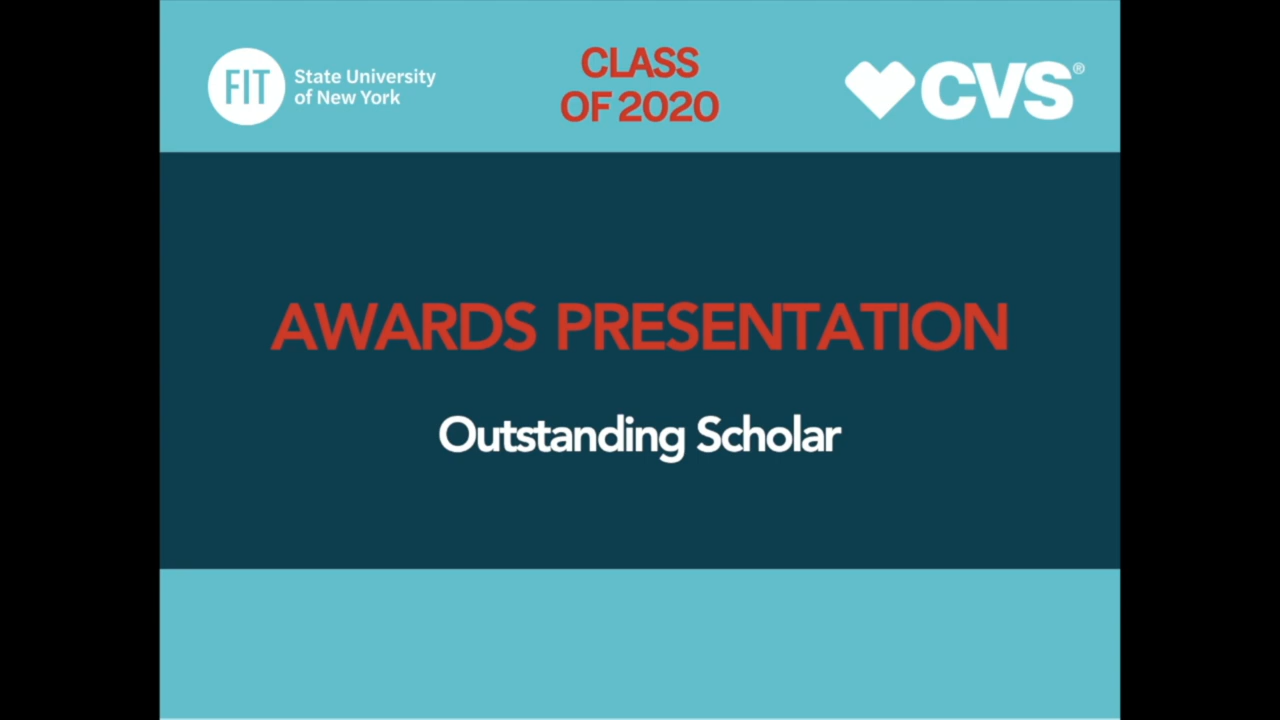 FIT
State University
of New York
CLASS
OF 2020
CVS®
AWARDS PRESENTATION
Outstanding Scholar